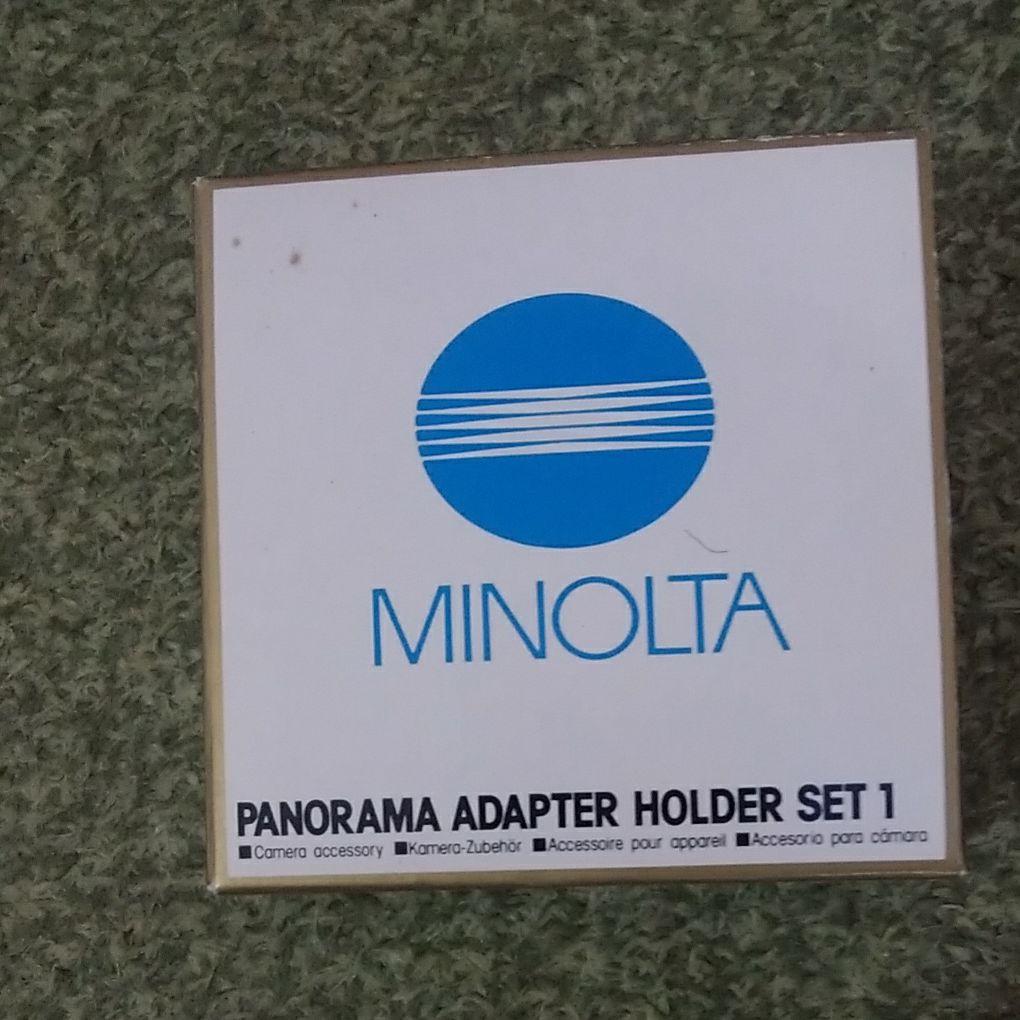 MINOLTA
PANORAMA ADAPTER HOLDER SET 1
■Camera accessory ■Kamera-Zubehör ■Accessoire pour appareil ■Accesorio para cámara